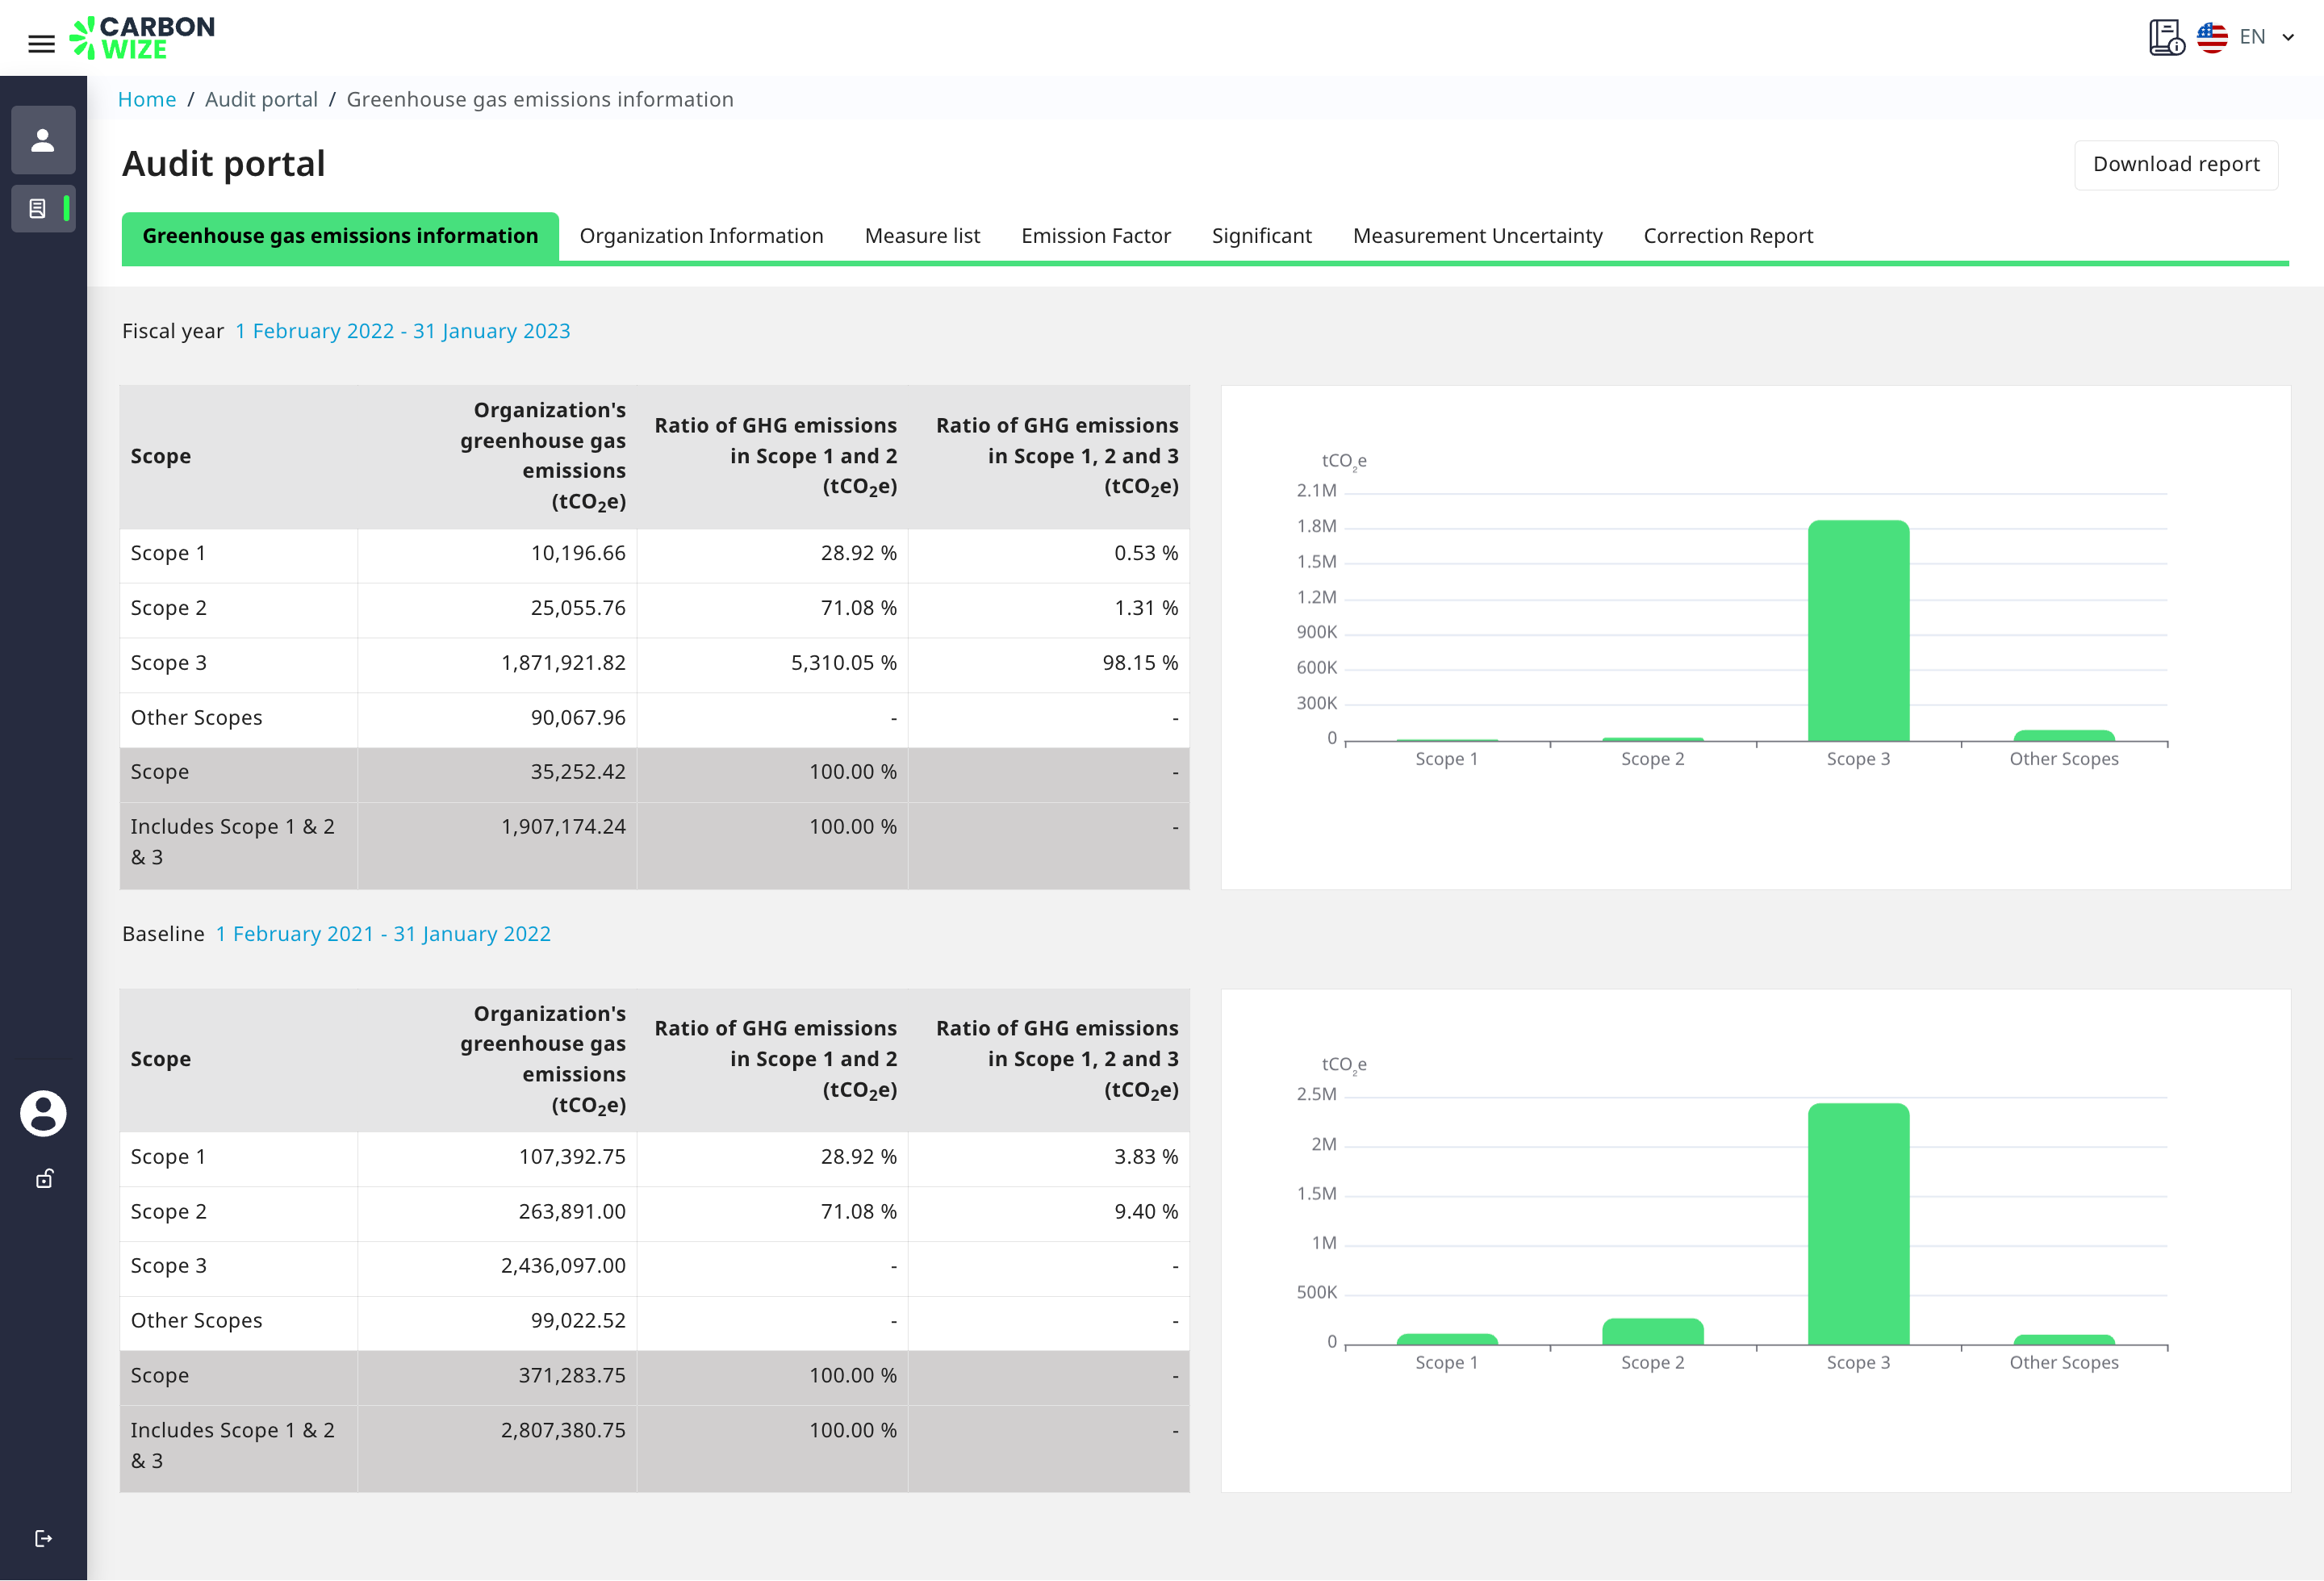 CARBON
WIZE
EN
Home / Audit portal / Greenhouse gas emissions information
Audit portal
Download report
Greenhouse gas emissions information Organization Information Measure list Emission Factor Significant Measurement Uncertainty Correction Report
Fiscal year 1 February 2022 - 31 January 2023
Scope
Organization's
greenhouse gas
emissions
(tCO₂e)
Ratio of GHG emissions
in Scope 1 and 2
(tCO₂e)
Ratio of GHG emissions
in Scope 1, 2 and 3
(tCO₂e)
Scope 1 10,196.66 28.92 % 0.53 %
Scope 2 25,055.76 71.08 % 1.31 %
Scope 3 1,871,921.82 5,310.05 % 98.15 %
Other Scopes 90,067.96 - -
Scope 35,252.42 100.00 % -
Includes Scope 1 & 2 1,907,174.24 100.00 % -
& 3
tCO₂e
2.1M
1.8M
1.5M
1.2M
900K
600K
300K
0
Scope 1 Scope 2 Scope 3 Other Scopes
Baseline 1 February 2021 - 31 January 2022
Scope
Organization's
greenhouse gas
emissions
(tCO₂e)
Ratio of GHG emissions
in Scope 1 and 2
(tCO₂e)
Ratio of GHG emissions
in Scope 1, 2 and 3
(tCO₂e)
Scope 1 107,392.75 28.92 % 3.83 %
Scope 2 263,891.00 71.08 % 9.40 %
Scope 3 2,436,097.00 - -
Other Scopes 99,022.52 - -
Scope 371,283.75 100.00 % -
Includes Scope 1 & 2 2,807,380.75 100.00 % -
& 3
tCO₂e
2.5M
2M
1.5M
1M
500K
0
Scope 1 Scope 2 Scope 3 Other Scopes